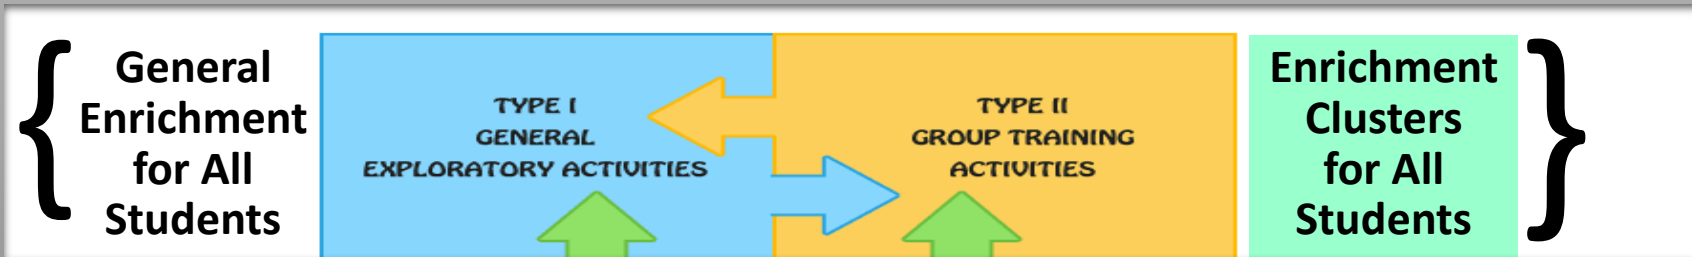 General
Enrichment
for All
Students
TYPE I
GENERAL
EXPLORATORY ACTIVITIES
TYPE II
GROUP TRAINING
ACTIVITIES
Enrichment
Clusters
for All
Students